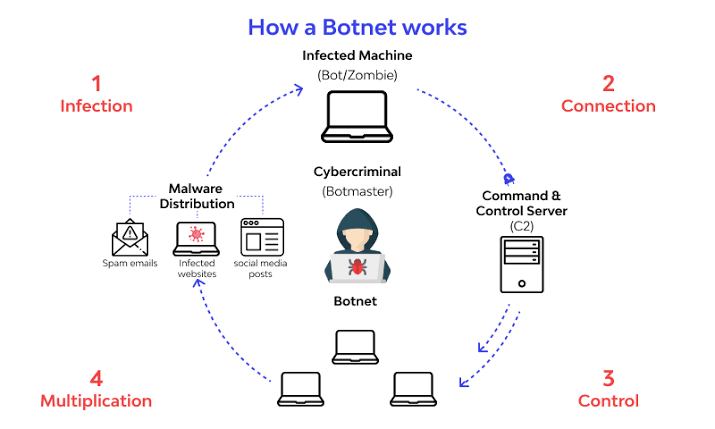 How a Botnet works
Infected Machine
(Bot/Zombie)
1
Infection
2
Connection
Cybercriminal
(Botmaster)
Malware
Distribution
Spam emails
Infected
websites
social media
posts
Command &
Control Server
(C2)
Botnet
4
Multiplication
3
Control